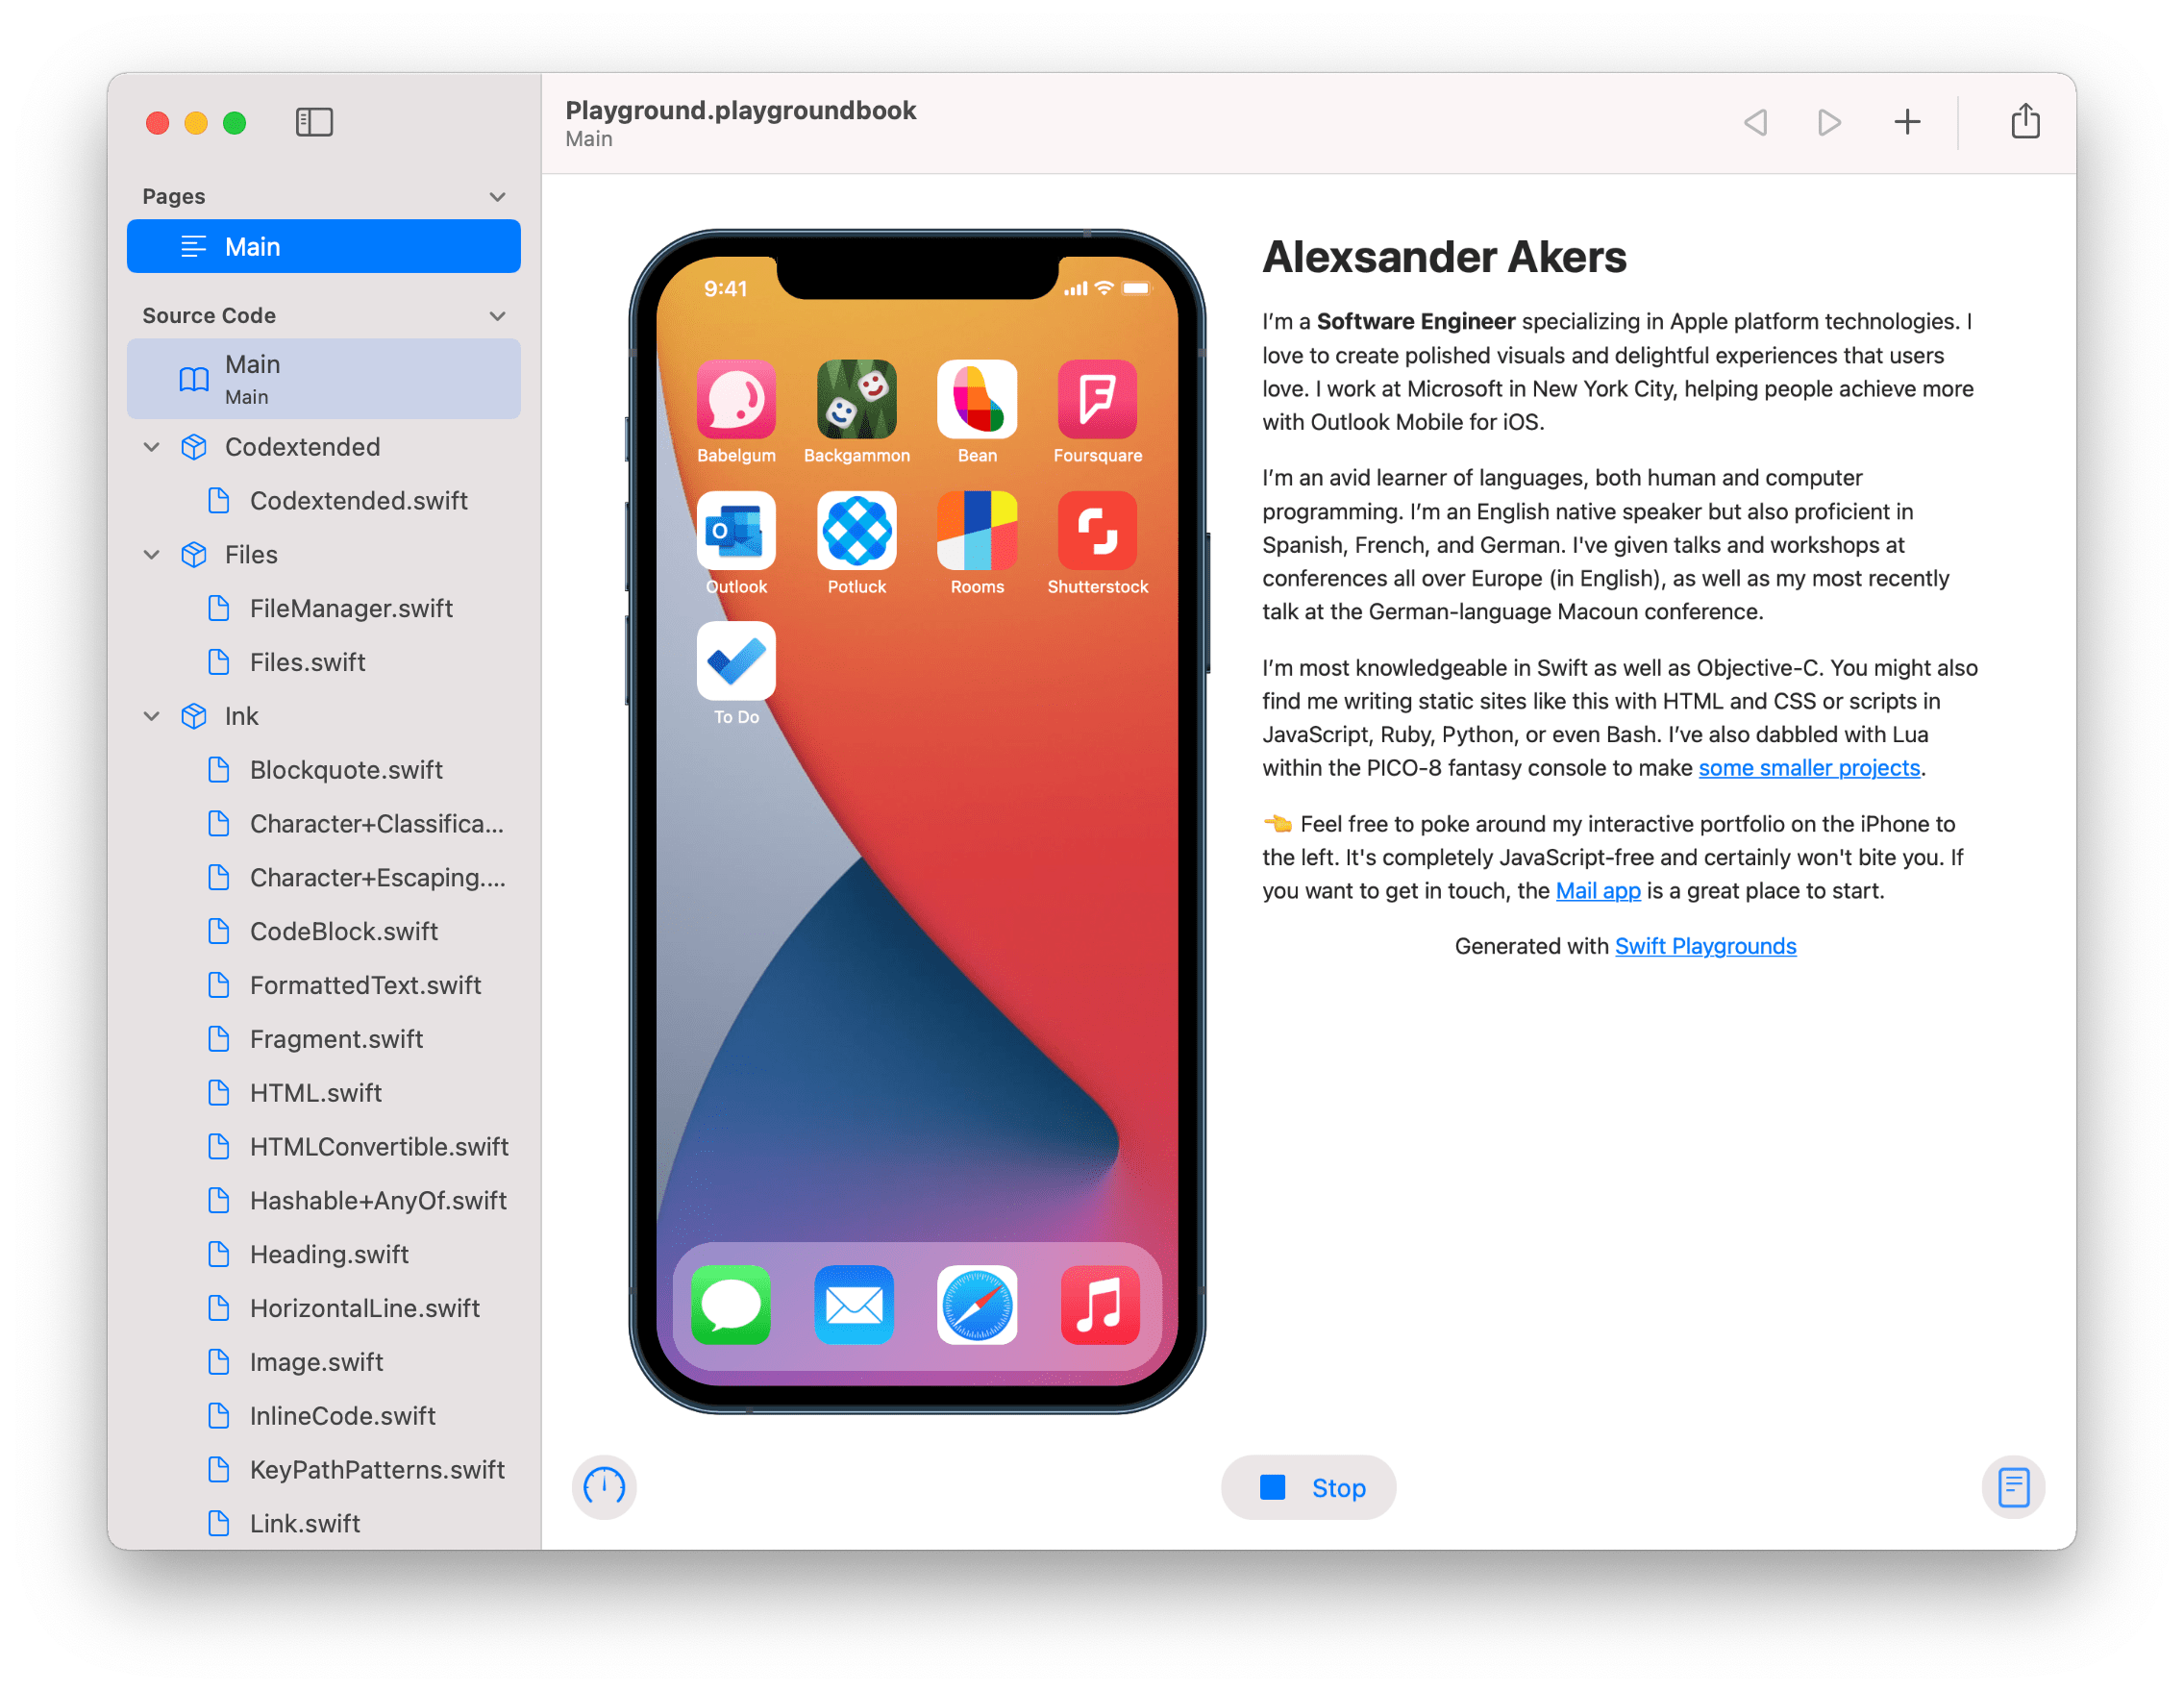 Playground.playgroundbook
Main
Pages
Main
Source Code
Main
Main
Codextended
Codextended.swift
Files
FileManager.swift
Files.swift
Ink
Blockquote.swift
Character+Classifica...
Character+Escaping....
CodeBlock.swift
FormattedText.swift
Fragment.swift
HTML.swift
HTMLConvertible.swift
Hashable+AnyOf.swift
Heading.swift
HorizontalLine.swift
Image.swift
InlineCode.swift
KeyPathPatterns.swift
Link.swift
9:41
Babelgum Backgammon Bean Foursquare
O
Outlook Potluck Rooms Shutterstock
To Do
Alexsander Akers
I’m a Software Engineer specializing in Apple platform technologies. I
love to create polished visuals and delightful experiences that users
love. I work at Microsoft in New York City, helping people achieve more
with Outlook Mobile for iOS.
I’m an avid learner of languages, both human and computer
programming. I’m an English native speaker but also proficient in
Spanish, French, and German. I've given talks and workshops at
conferences all over Europe (in English), as well as my most recently
talk at the German-language Macoun conference.
I’m most knowledgeable in Swift as well as Objective-C. You might also
find me writing static sites like this with HTML and CSS or scripts in
JavaScript, Ruby, Python, or even Bash. I’ve also dabbled with Lua
within the PICO-8 fantasy console to make some smaller projects.
👈 Feel free to poke around my interactive portfolio on the iPhone to
the left. It's completely JavaScript-free and certainly won't bite you. If
you want to get in touch, the Mail app is a great place to start.
Generated with Swift Playgrounds
Stop